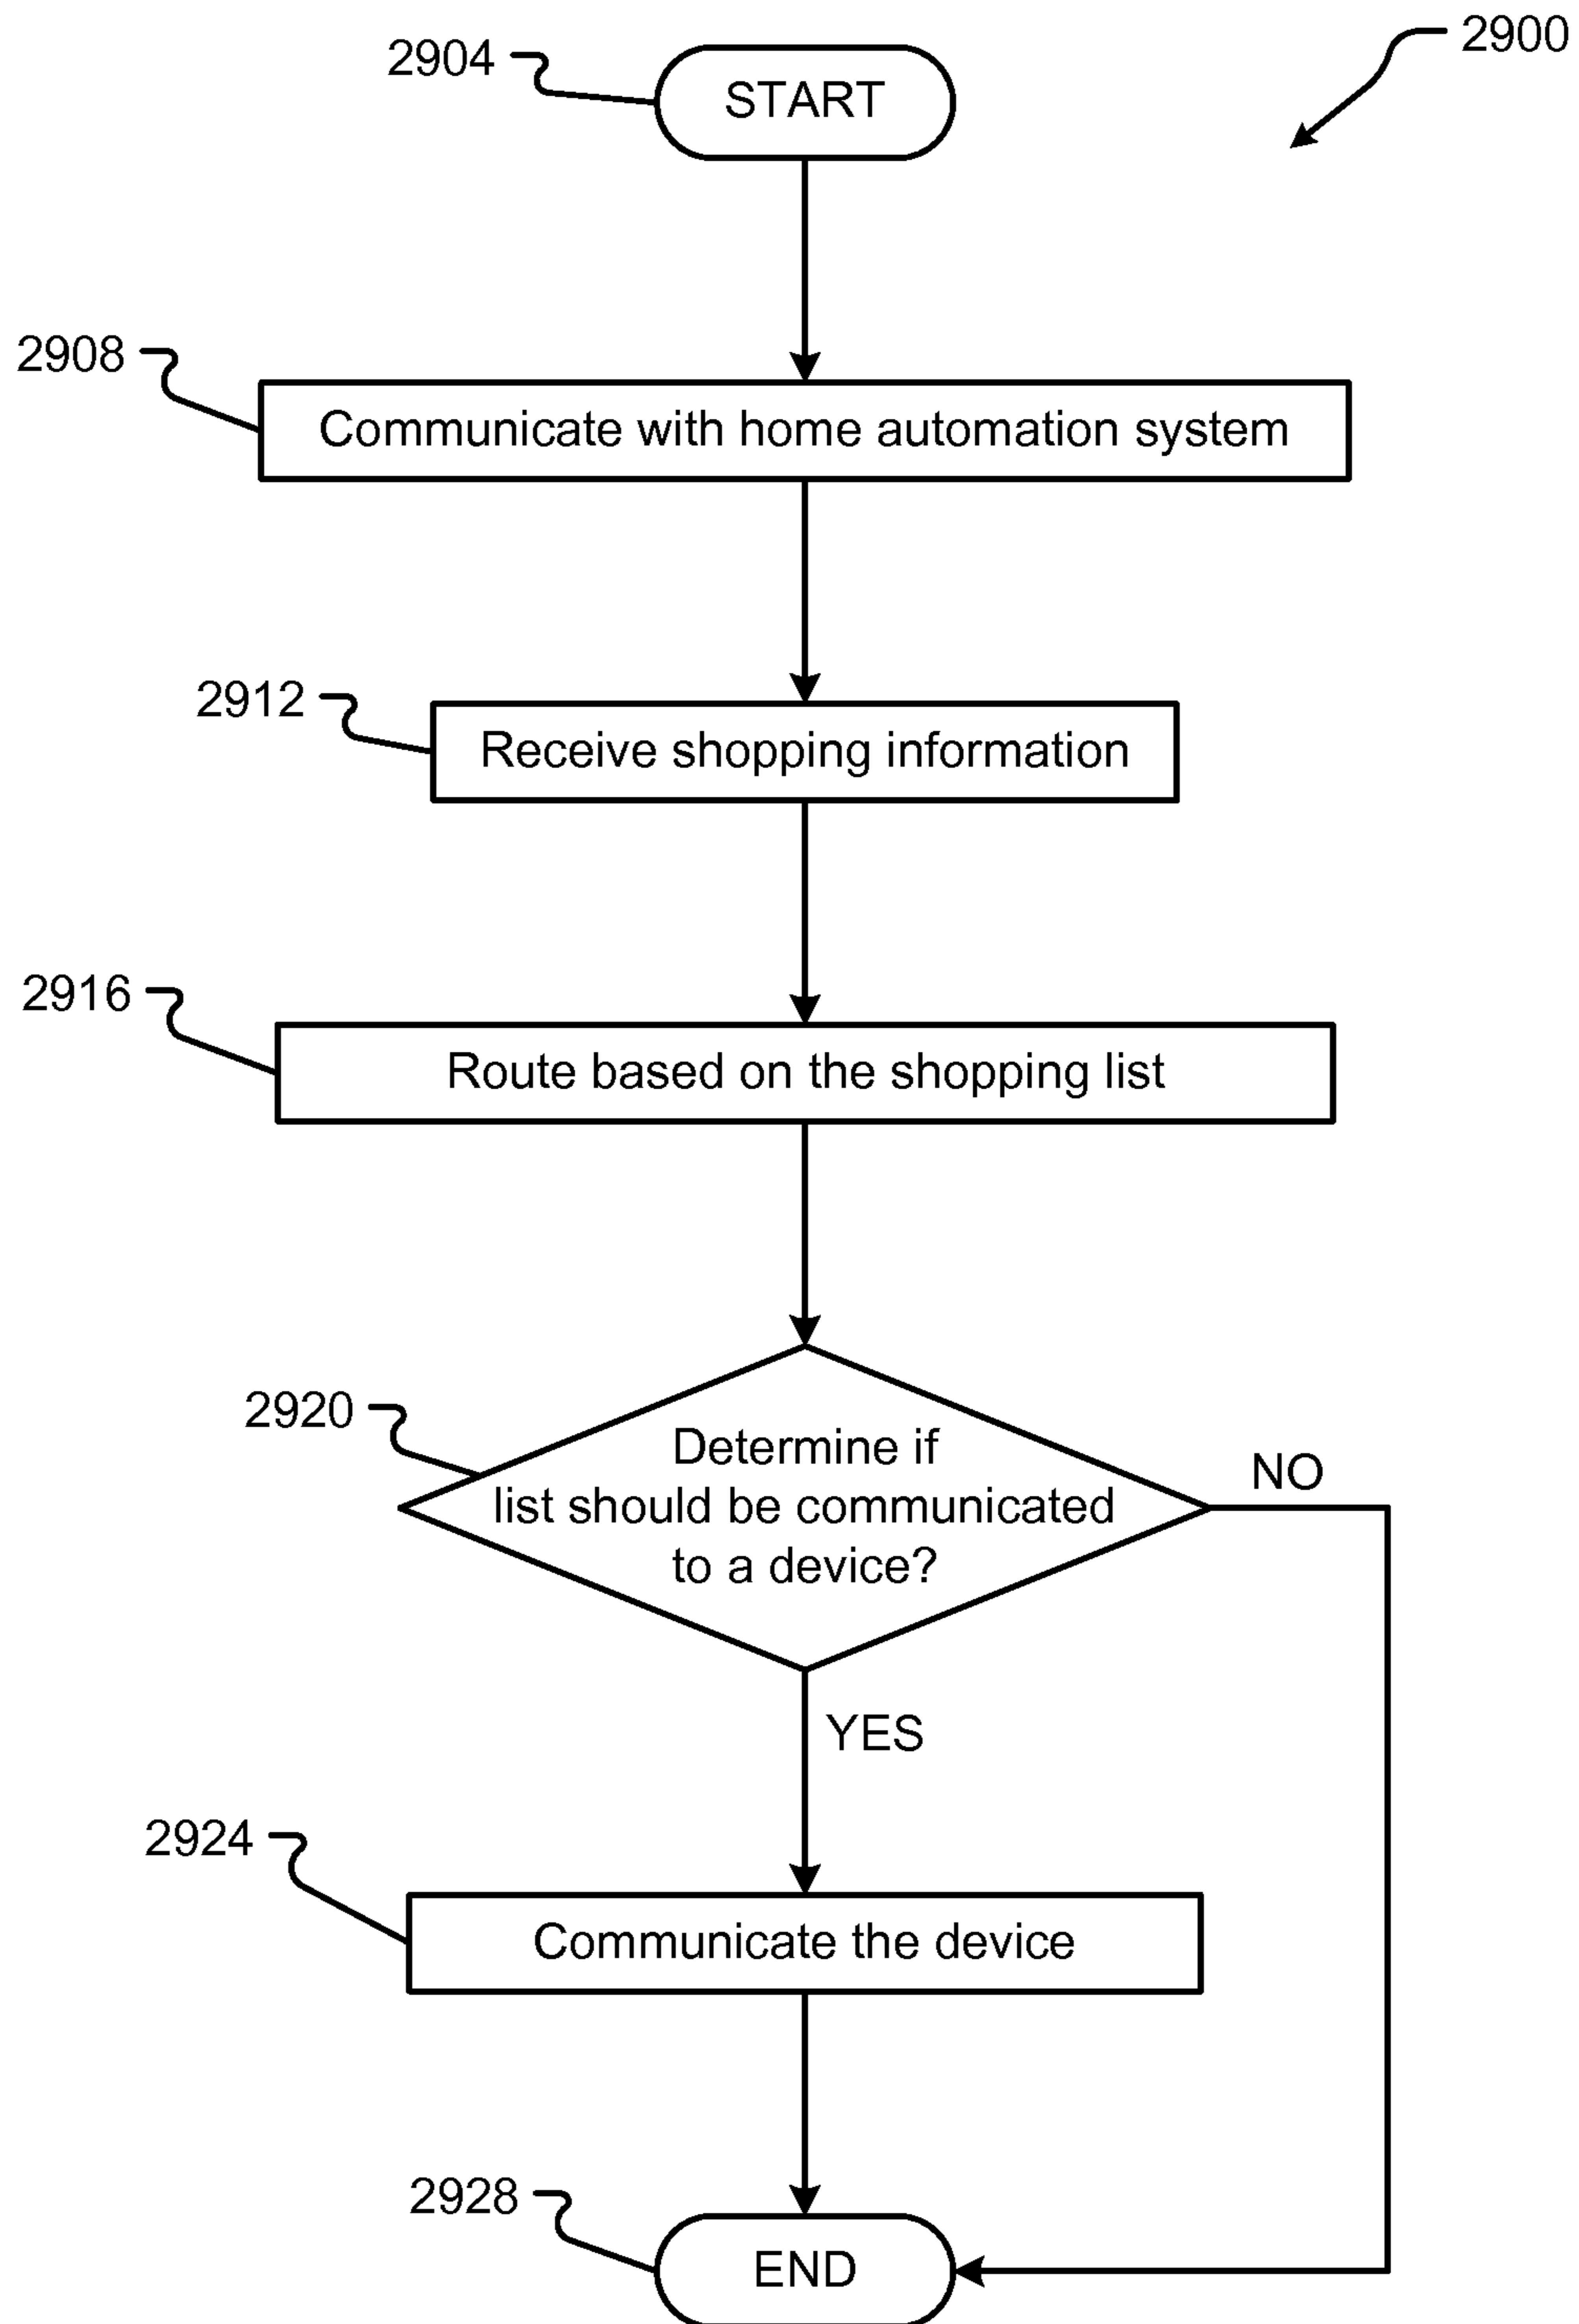 2900
2904
START
2908
Communicate with home automation system
2912
Receive shopping information
2916
Route based on the shopping list
2920
Determine if
list should be communicated
to a device?
NO
YES
2924
Communicate the device
2928
END